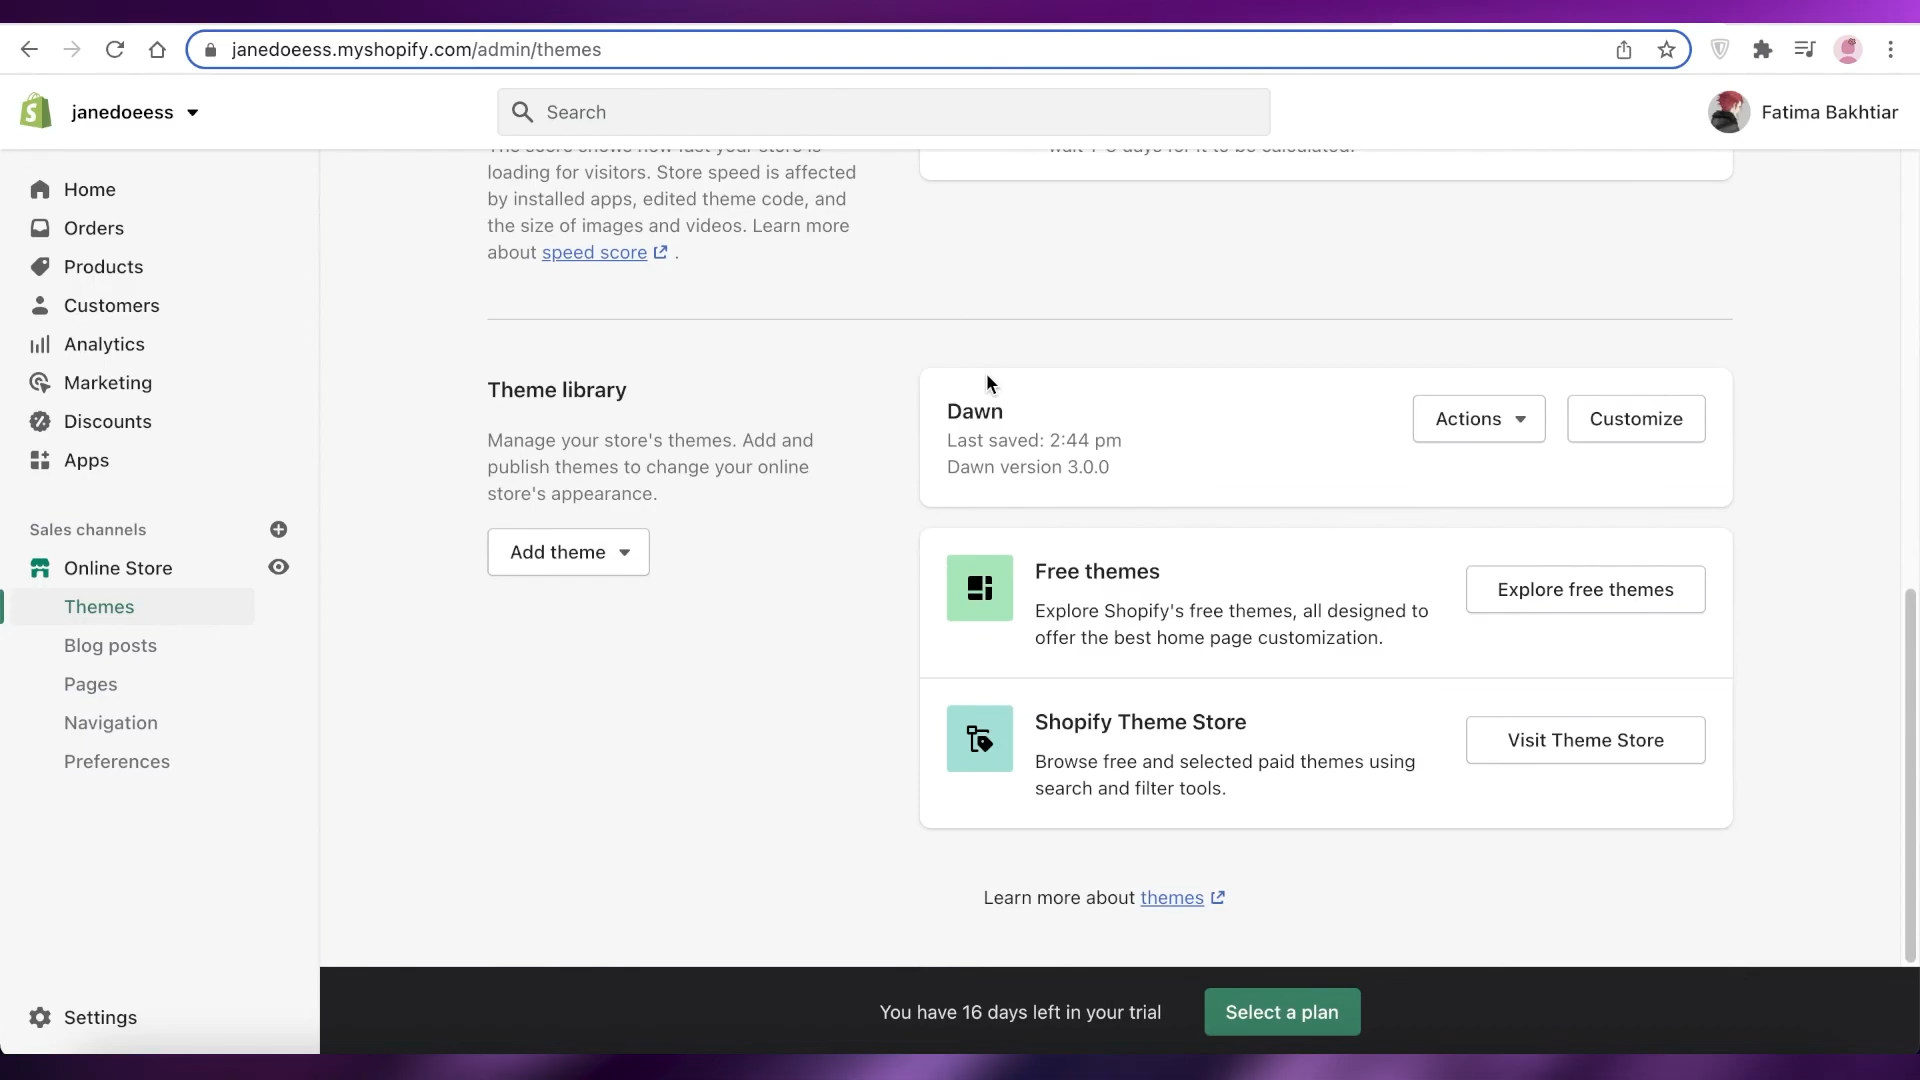 janedoeess.myshopify.com/admin/themes
janedoeess
Search
Fatima Bakhtiar
Home
Orders
Products
Customers
Analytics
Marketing
Discounts
Apps
Sales channels
Online Store
Themes
Blog posts
Pages
Navigation
Preferences
Settings
loading for visitors. Store speed is affected
by installed apps, edited theme code, and
the size of images and videos. Learn more
about speed score .
Theme library
Manage your store's themes. Add and
publish themes to change your online
store's appearance.
Add theme
Dawn
Last saved: 2:44 pm
Dawn version 3.0.0
Actions
Customize
Free themes
Explore Shopify's free themes, all designed to
offer the best home page customization.
Explore free themes
Shopify Theme Store
Browse free and selected paid themes using
search and filter tools.
Visit Theme Store
Learn more about themes
You have 16 days left in your trial
Select a plan